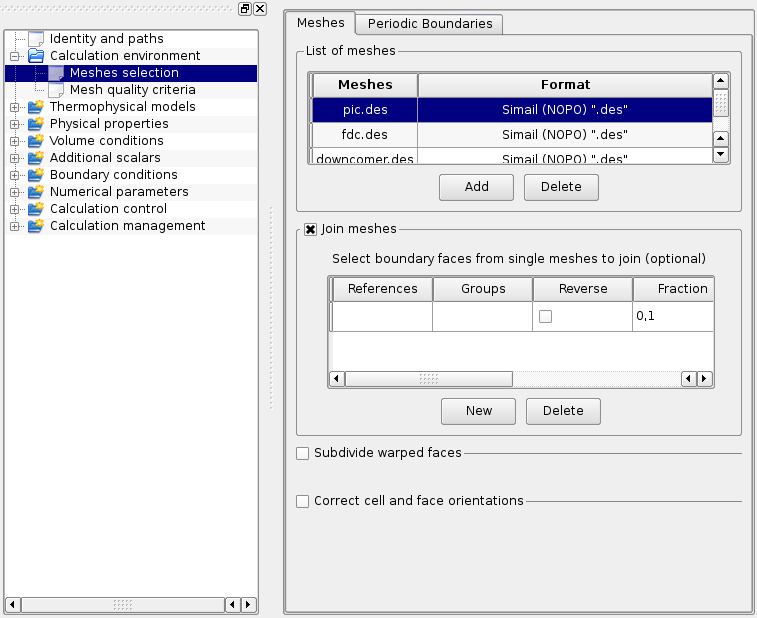 Identity and paths
Calculation environment
Meshes selection
Mesh quality criteria
Thermophysical models
Physical properties
Volume conditions
Additional scalars
Boundary conditions
Numerical parameters
Calculation control
Calculation management
Meshes Periodic Boundaries
List of meshes
Meshes Format
pic.des Simail (NOPO) ".des"
fdc.des Simail (NOPO) ".des"
downcomer.des Simail (NOPO) ".des"
Add Delete
Join meshes
Select boundary faces from single meshes to join (optional)
References Groups Reverse Fraction
0,1
New Delete
Subdivide warped faces
Correct cell and face orientations